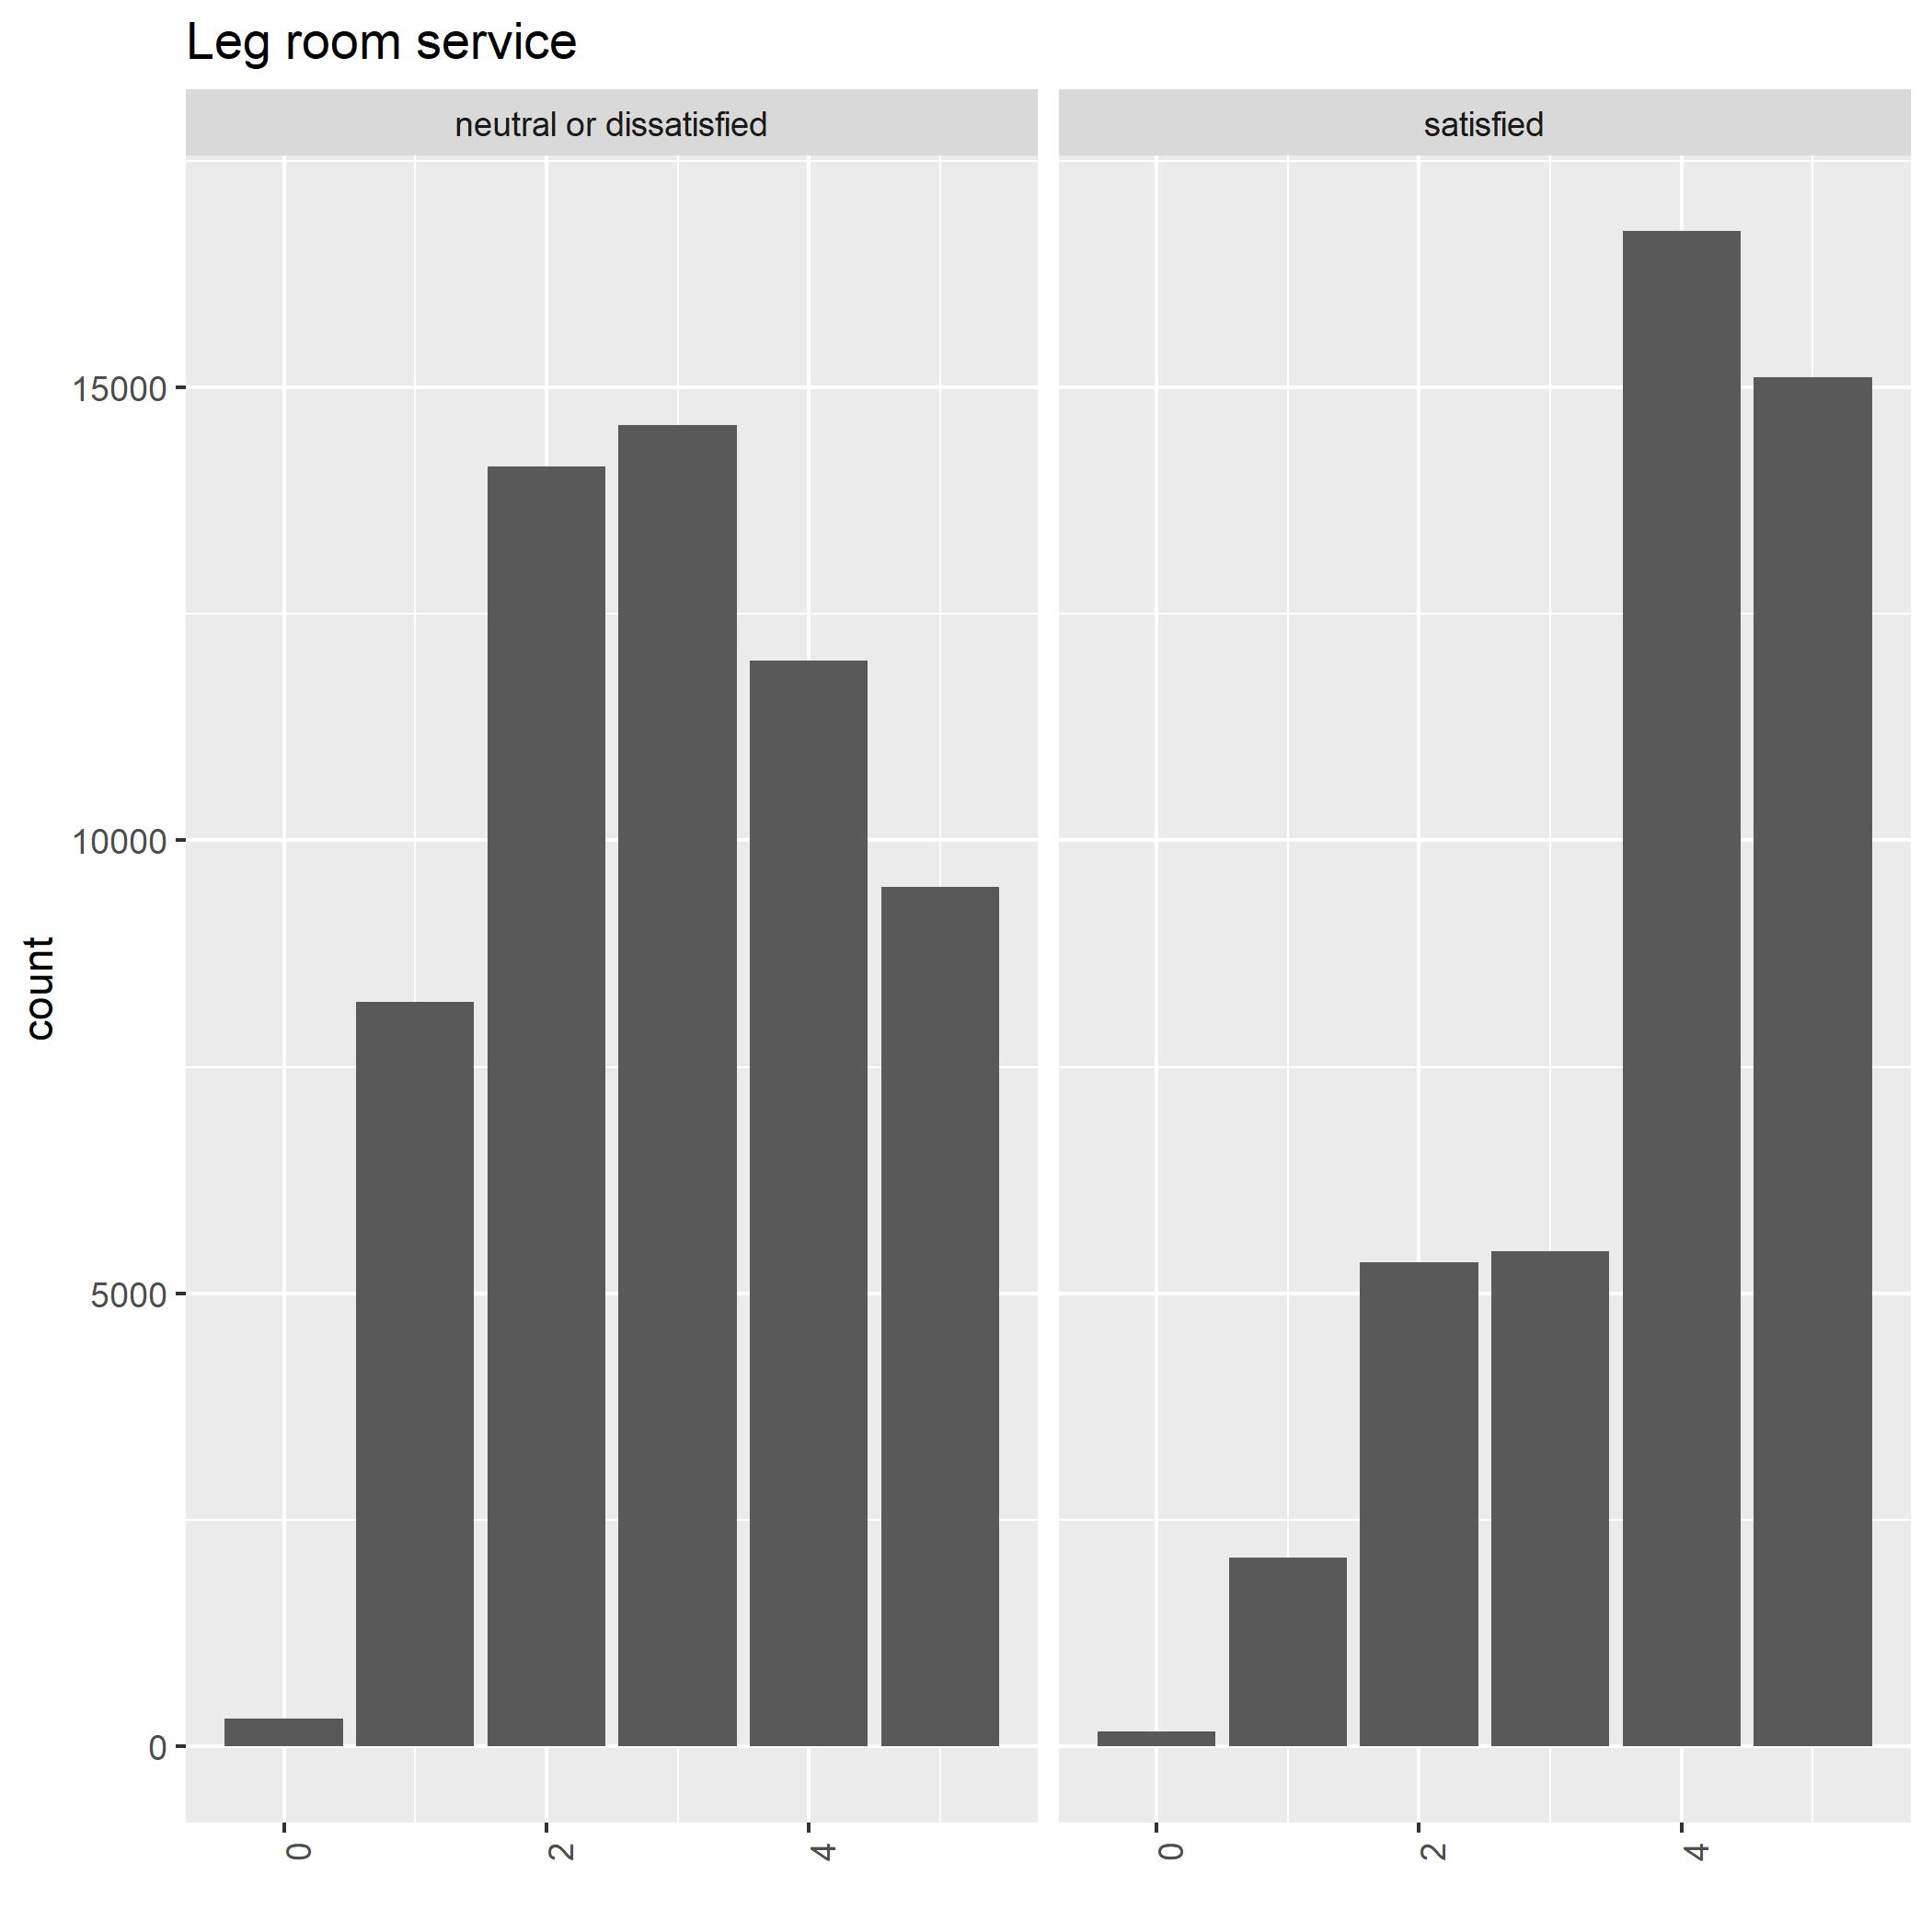 Leg room service
neutral or dissatisfied
satisfied
15000
10000
5000
0
count
0
2
4
0
2
4